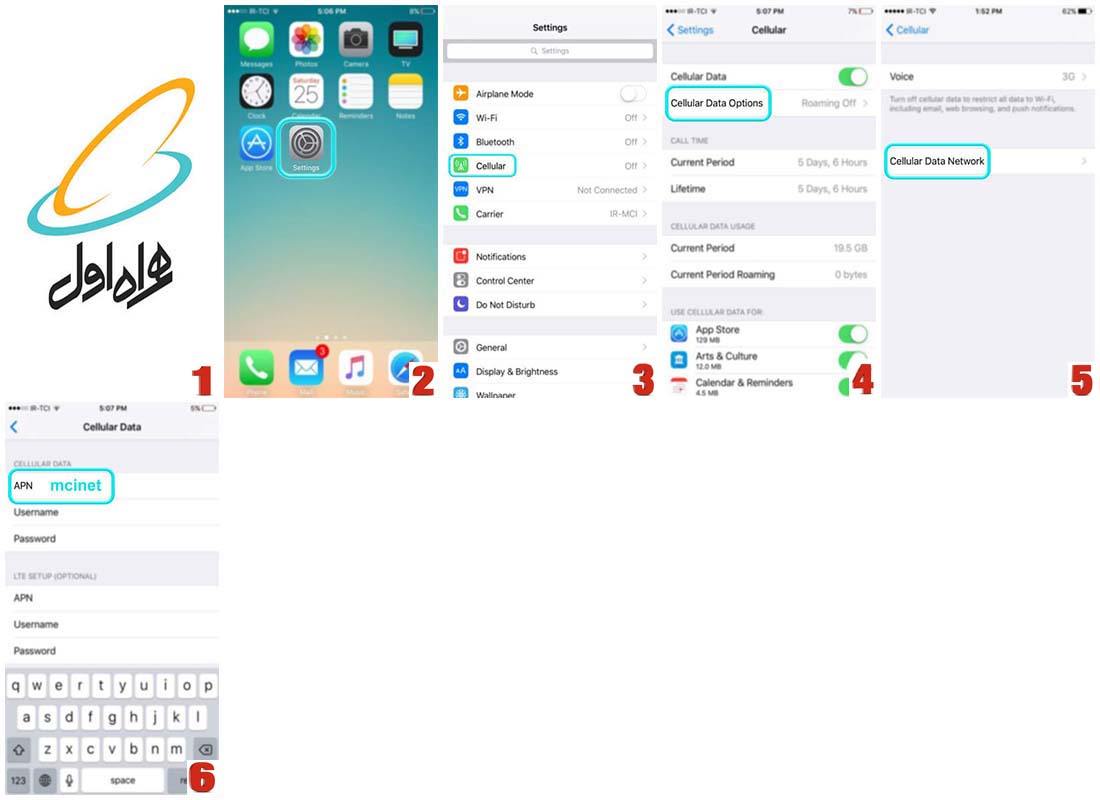 همراه اول
1
IR-TCI 5:06 PM 8%
Messages Photos Camera TV
Saturday
25
Clock Calendar Reminders Notes
App Store Settings
3
Phone Mail Music
2
Settings
Settings
Airplane Mode
Wi-Fi Off
Bluetooth Off
Cellular Off
VPN VPN Not Connected
Carrier IR-MCI
Notifications
Control Center
Do Not Disturb
General
AA Display & Brightness
Wallpaper
3
IR-TCI 5:07 PM 7%
Settings Cellular
Cellular Data
Cellular Data Options Roaming Off
CALL TIME
Current Period 5 Days, 6 Hours
Lifetime 5 Days, 6 Hours
CELLULAR DATA USAGE
Current Period 19.5 GB
Current Period Roaming 0 bytes
USE CELLULAR DATA FOR:
App Store
129 MB
Arts & Culture
12.0 MB
Calendar & Reminders
4.5 MB
4
IR-TCI 1:52 PM 62%
Cellular
Voice 3G
Turn off cellular data to restrict all data to Wi-Fi,
including email, web browsing, and push notifications.
Cellular Data Network
5
IR-TCI 5:07 PM 5%
Cellular Data
CELLULAR DATA
APN mcinet
Username
Password
LTE SETUP (OPTIONAL)
APN
Username
Password
q w e r t y u i o p
a s d f g h j k l
z x c v b n m
123 space
6